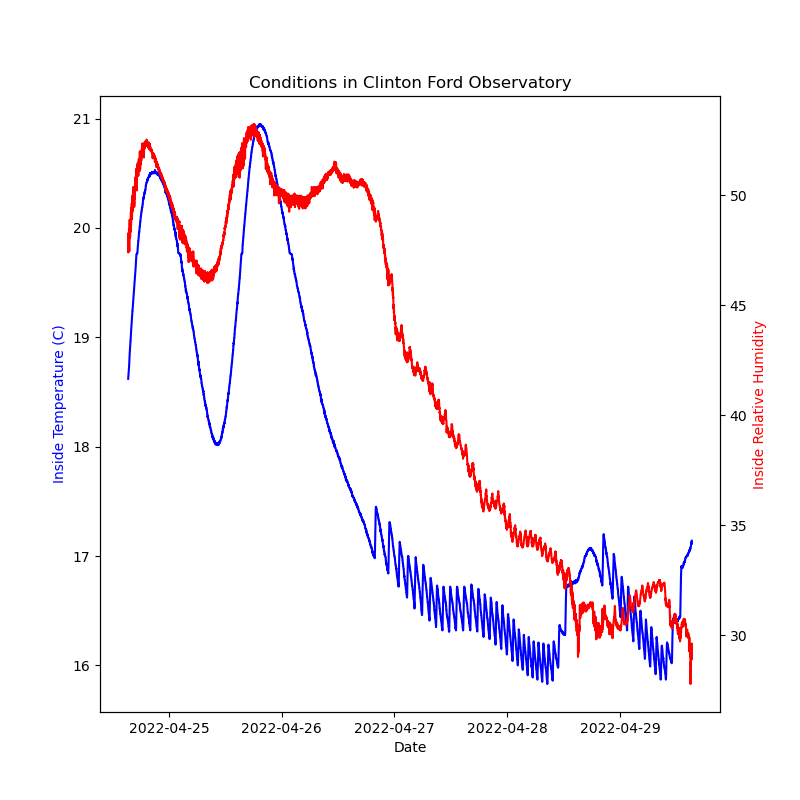 Conditions in Clinton Ford Observatory
21
20
19
18
17
16
Inside Temperature (C)
50
45
40
35
30
Inside Relative Humidity
2022-04-25 2022-04-26 2022-04-27 2022-04-28 2022-04-29
Date